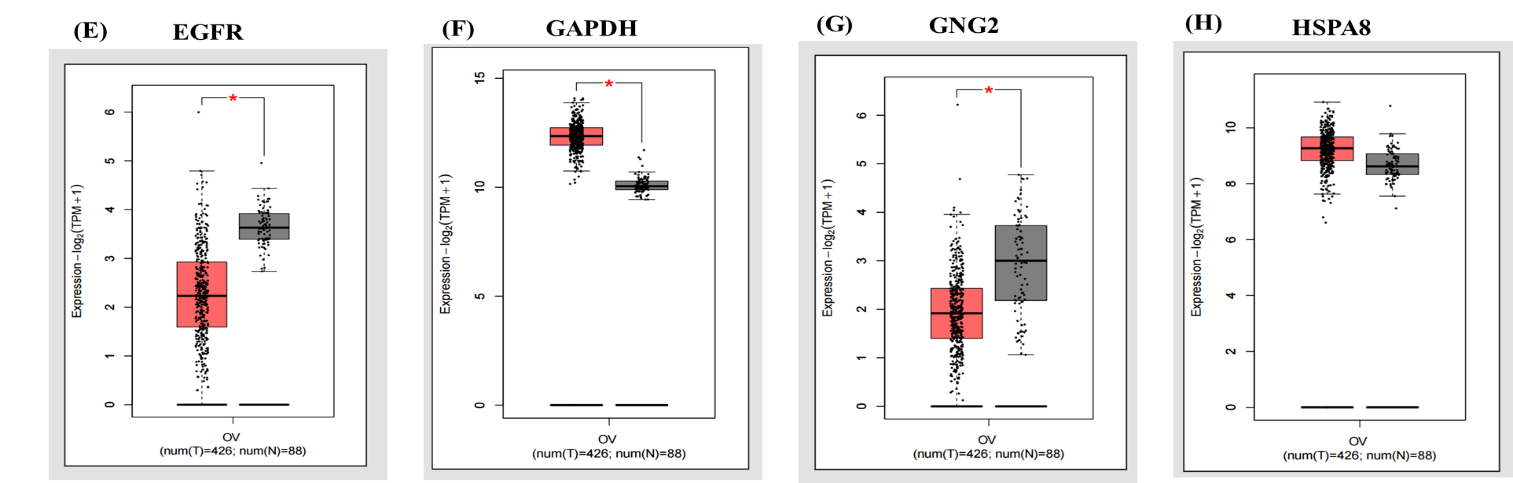 (E) EGFR
6
5
4
3
2
1
0
Expression − log2(TPM + 1)
*
OV
(num(T)=426; num(N)=88)
(F) GAPDH
15
10
5
0
Expression − log2(TPM + 1)
*
OV
(num(T)=426; num(N)=88)
(G) GNG2
6
5
4
3
2
1
0
Expression − log2(TPM + 1)
*
OV
(num(T)=426; num(N)=88)
(H) HSPA8
10
8
6
4
2
0
Expression − log2(TPM + 1)
OV
(num(T)=426; num(N)=88)